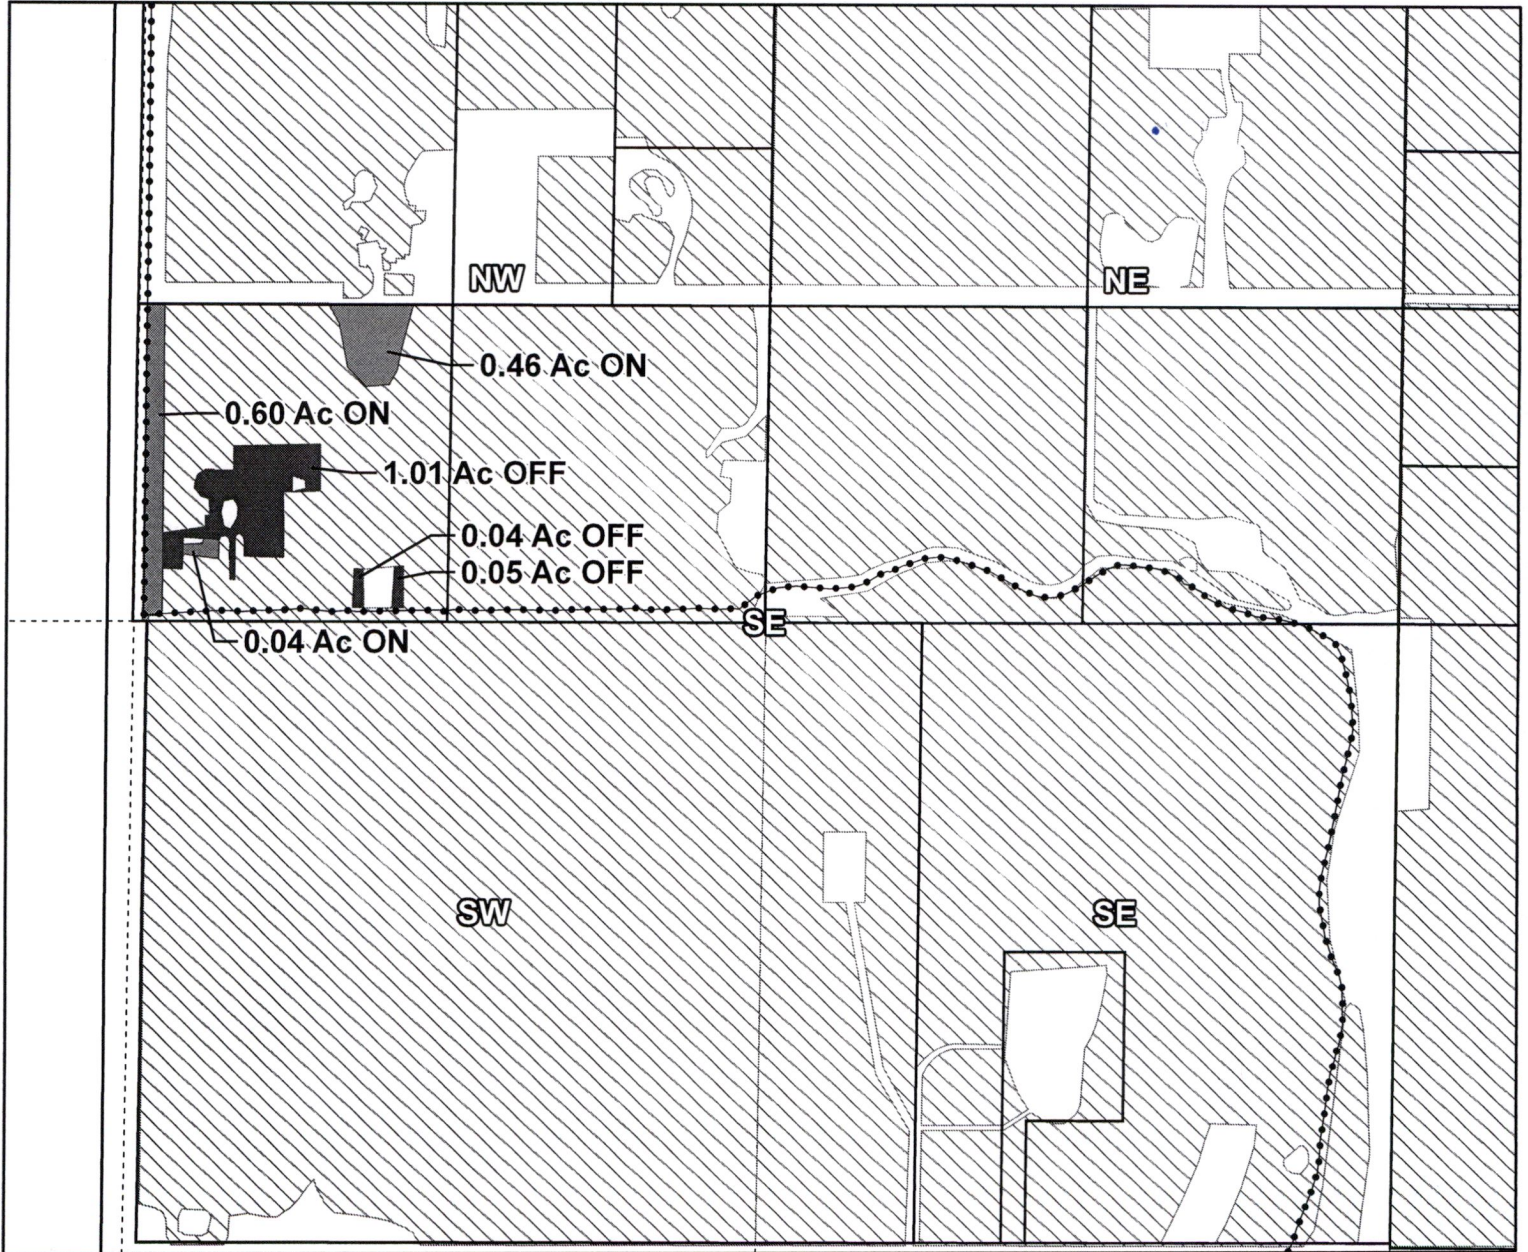 NW
NE
0.46 Ac ON
0.60 Ac ON
1.01 Ac OFF
0.04 Ac OFF
0.05 Ac OFF
SE
0.04 Ac ON
SW
SE